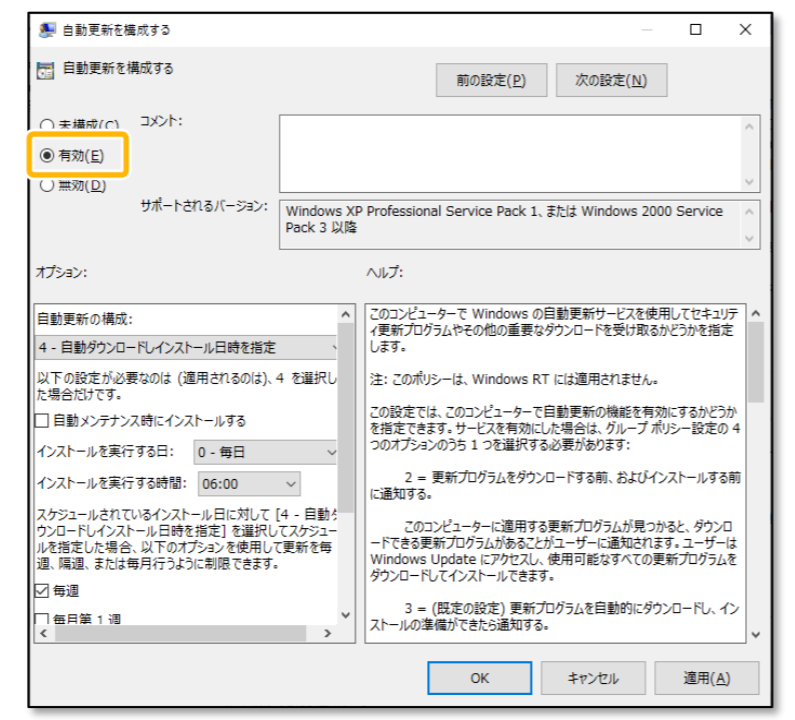 自動更新を構成する
自動更新を構成する
前の設定(P)
次の設定(N)
未構成(C)
コメント:
有効(E)
無効(D)
サポートされるバージョン:
Windows XP Professional Service Pack 1、または Windows 2000 Service
Pack 3 以降
オプション:
ヘルプ:
自動更新の構成:
4 - 自動ダウンロードしインストール日時を指定
以下の設定が必要なのは (適用されるのは)、4 を選択し
た場合だけです。
自動メンテナンス時にインストールする
インストールを実行する日:
0 - 毎日
インストールを実行する時間:
06:00
スケジュールされているインストール日に対して [4 - 自動
ウンロードしインストール日時を指定] を選択してスケジュー
ルを指定した場合、以下のオプションを使用して更新を毎
週、隔週、または毎月行うように制限できます。
毎週
毎月第 1 週
このコンピューターで Windows の自動更新サービスを使用してセキュリテ
ィ更新プログラムやその他の重要なダウンロードを受け取るかどうかを指定
します。
注: このポリシーは、Windows RT には適用されません。
この設定では、このコンピューターで自動更新の機能を有効にするかどうか
を指定できます。サービスを有効にした場合は、グループ ポリシー設定の 4
つのオプションのうち 1 つを選択する必要があります:
2 = 更新プログラムをダウンロードする前、およびインストールする前
に通知する。
このコンピューターに適用する更新プログラムが見つかると、ダウンロ
ードできる更新プログラムがあることがユーザーに通知されます。ユーザーは
Windows Update にアクセスし、使用可能なすべての更新プログラムを
ダウンロードしてインストールできます。
3 = (既定の設定) 更新プログラムを自動的にダウンロードし、イン
ストールの準備ができたら通知する。
OK
キャンセル
適用(A)